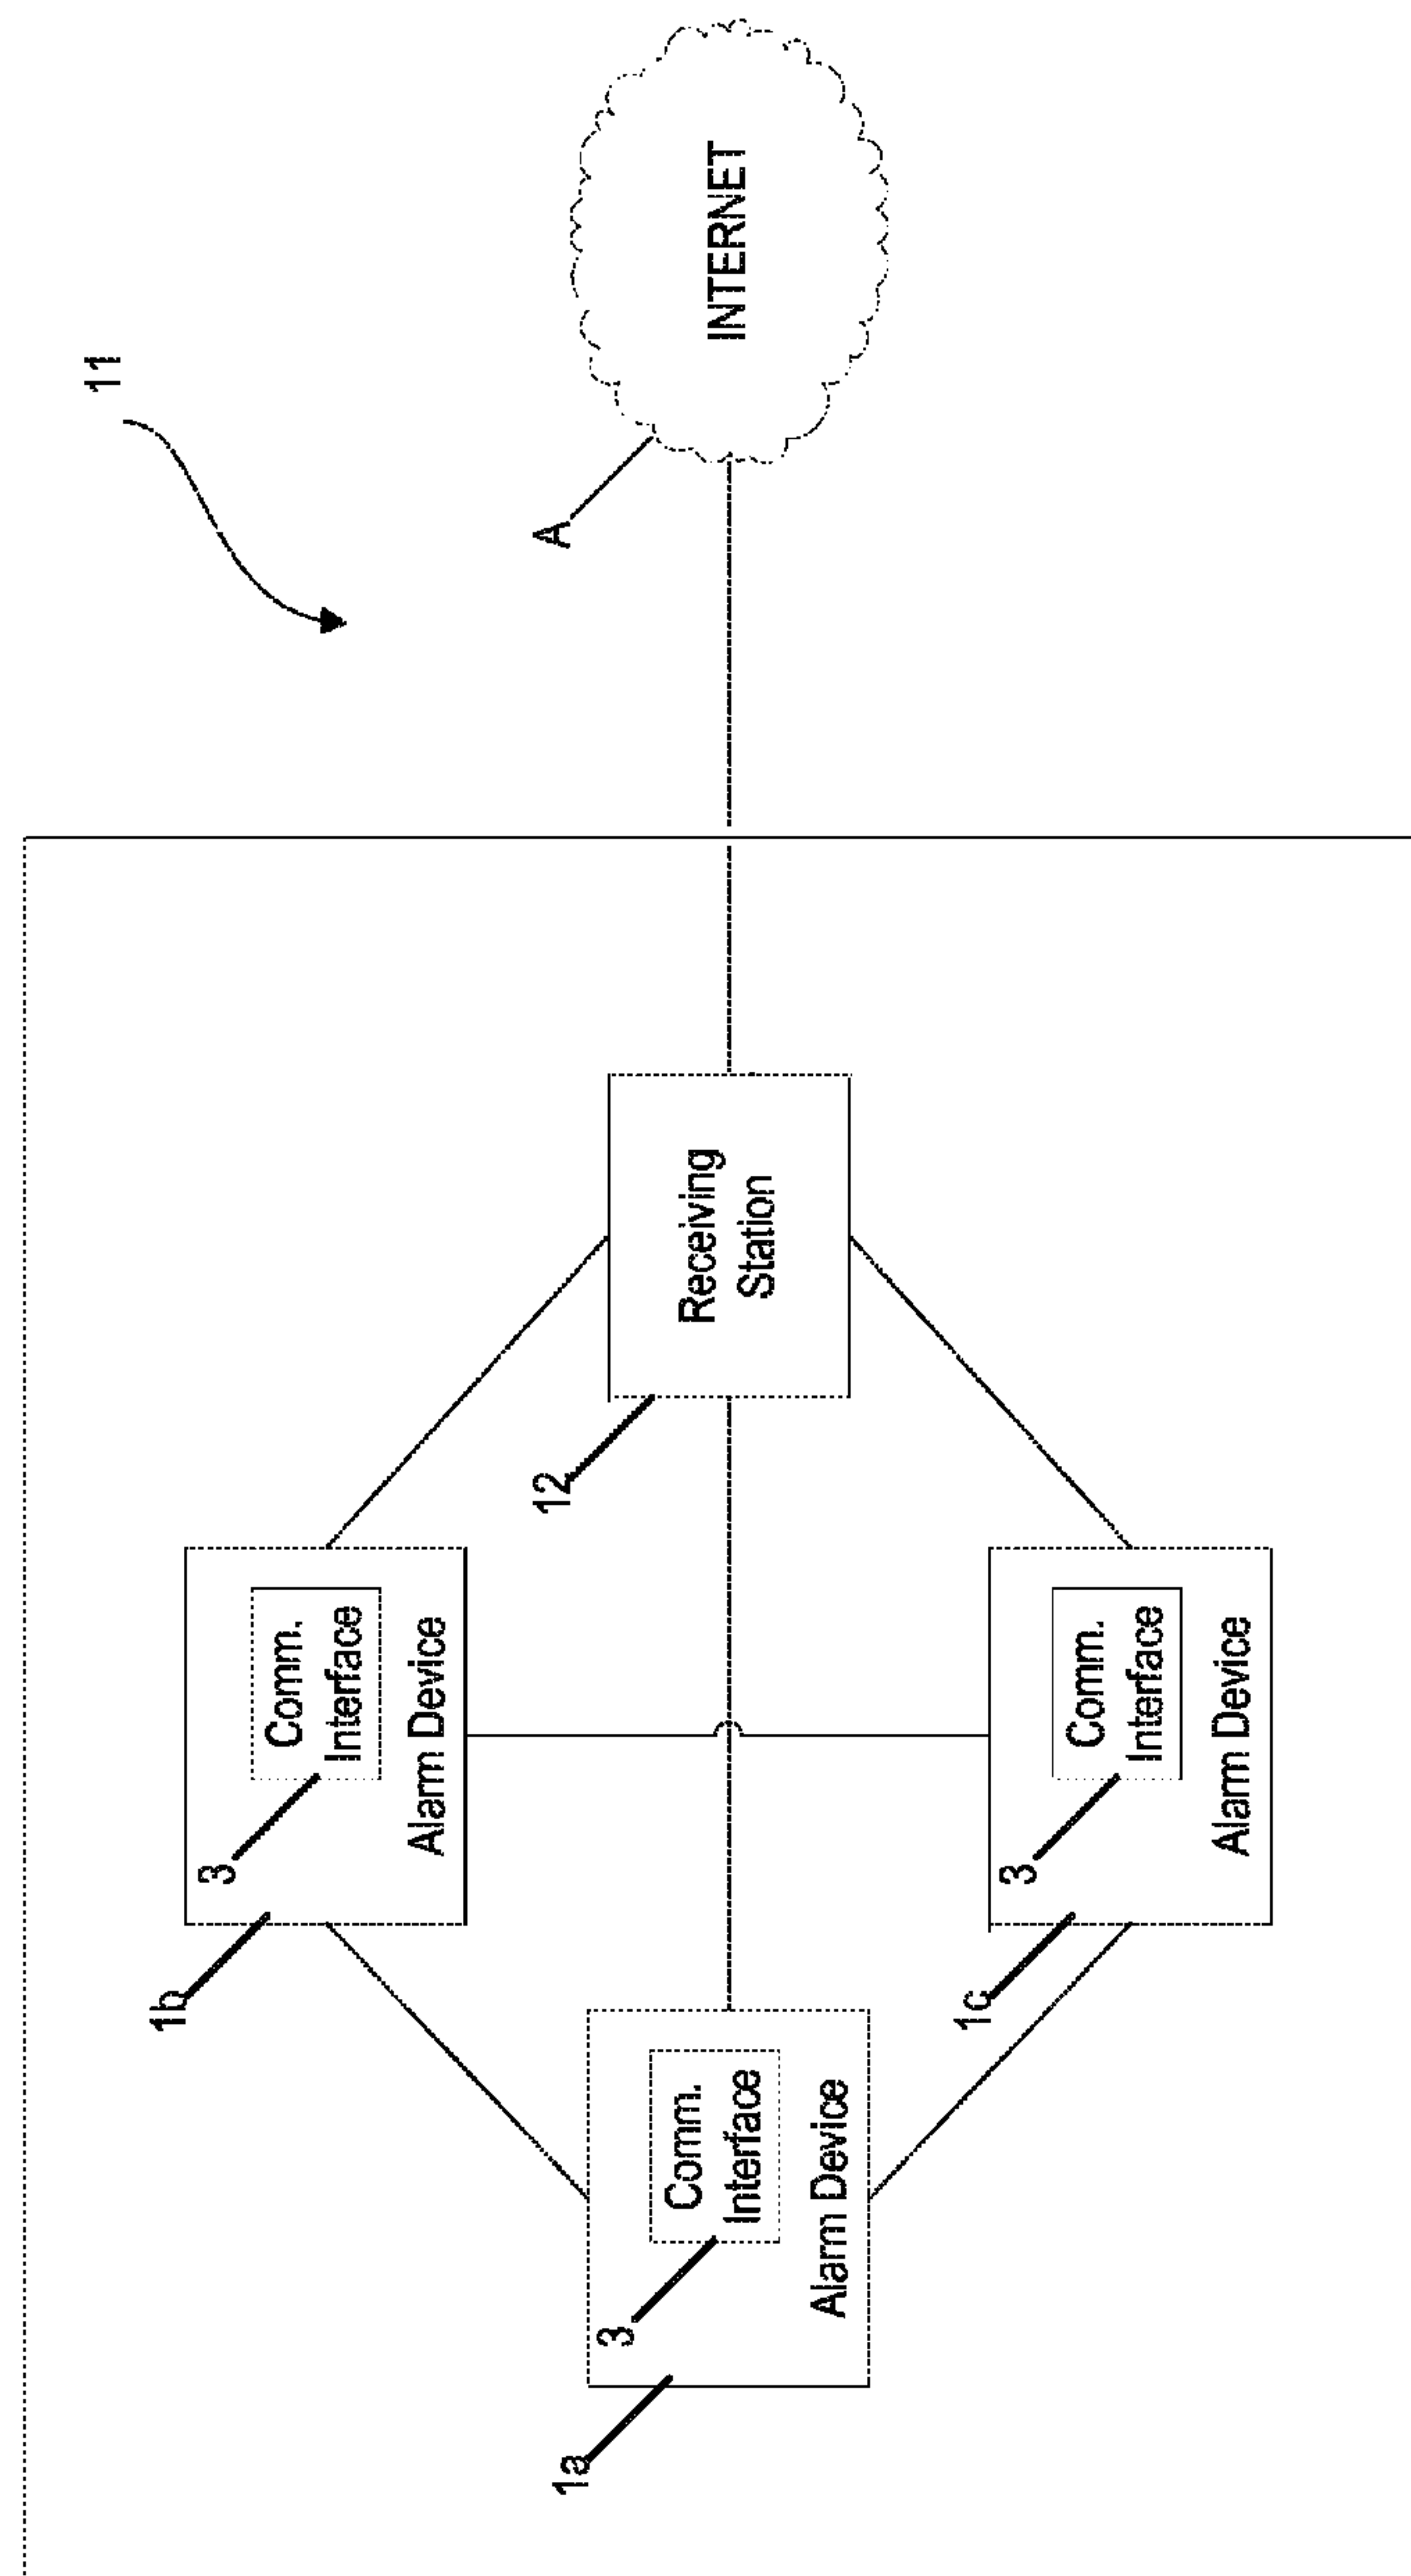 11
INTERNET
A
Receiving
Station
12
Comm.
Interface
Alarm Device
3
1b
Comm.
Interface
Alarm Device
3
1c
Comm.
Interface
Alarm Device
3
1a